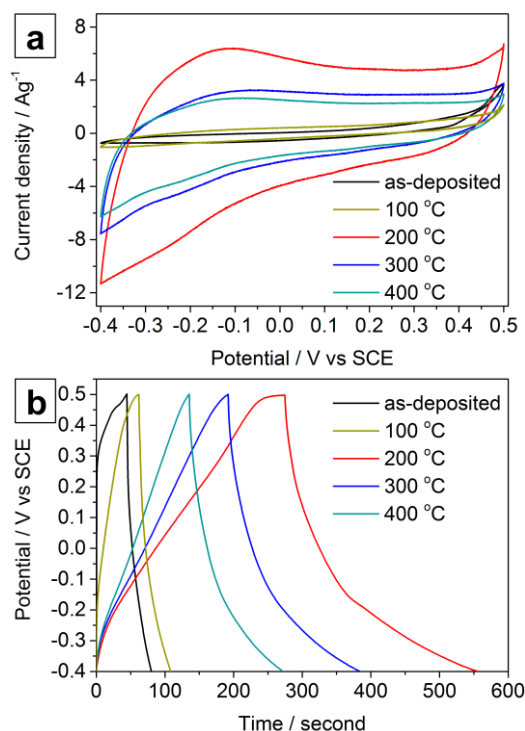 a
Current density / Ag⁻¹
8
4
0
-4
-8
-12
-0.4 -0.3 -0.2 -0.1 0.0 0.1 0.2 0.3 0.4 0.5
Potential / V vs SCE
as-deposited
100 °C
200 °C
300 °C
400 °C
b
Potential / V vs SCE
0.5
0.4
0.3
0.2
0.1
0.0
-0.1
-0.2
-0.3
-0.4
0 100 200 300 400 500 600
Time / second
as-deposited
100 °C
200 °C
300 °C
400 °C